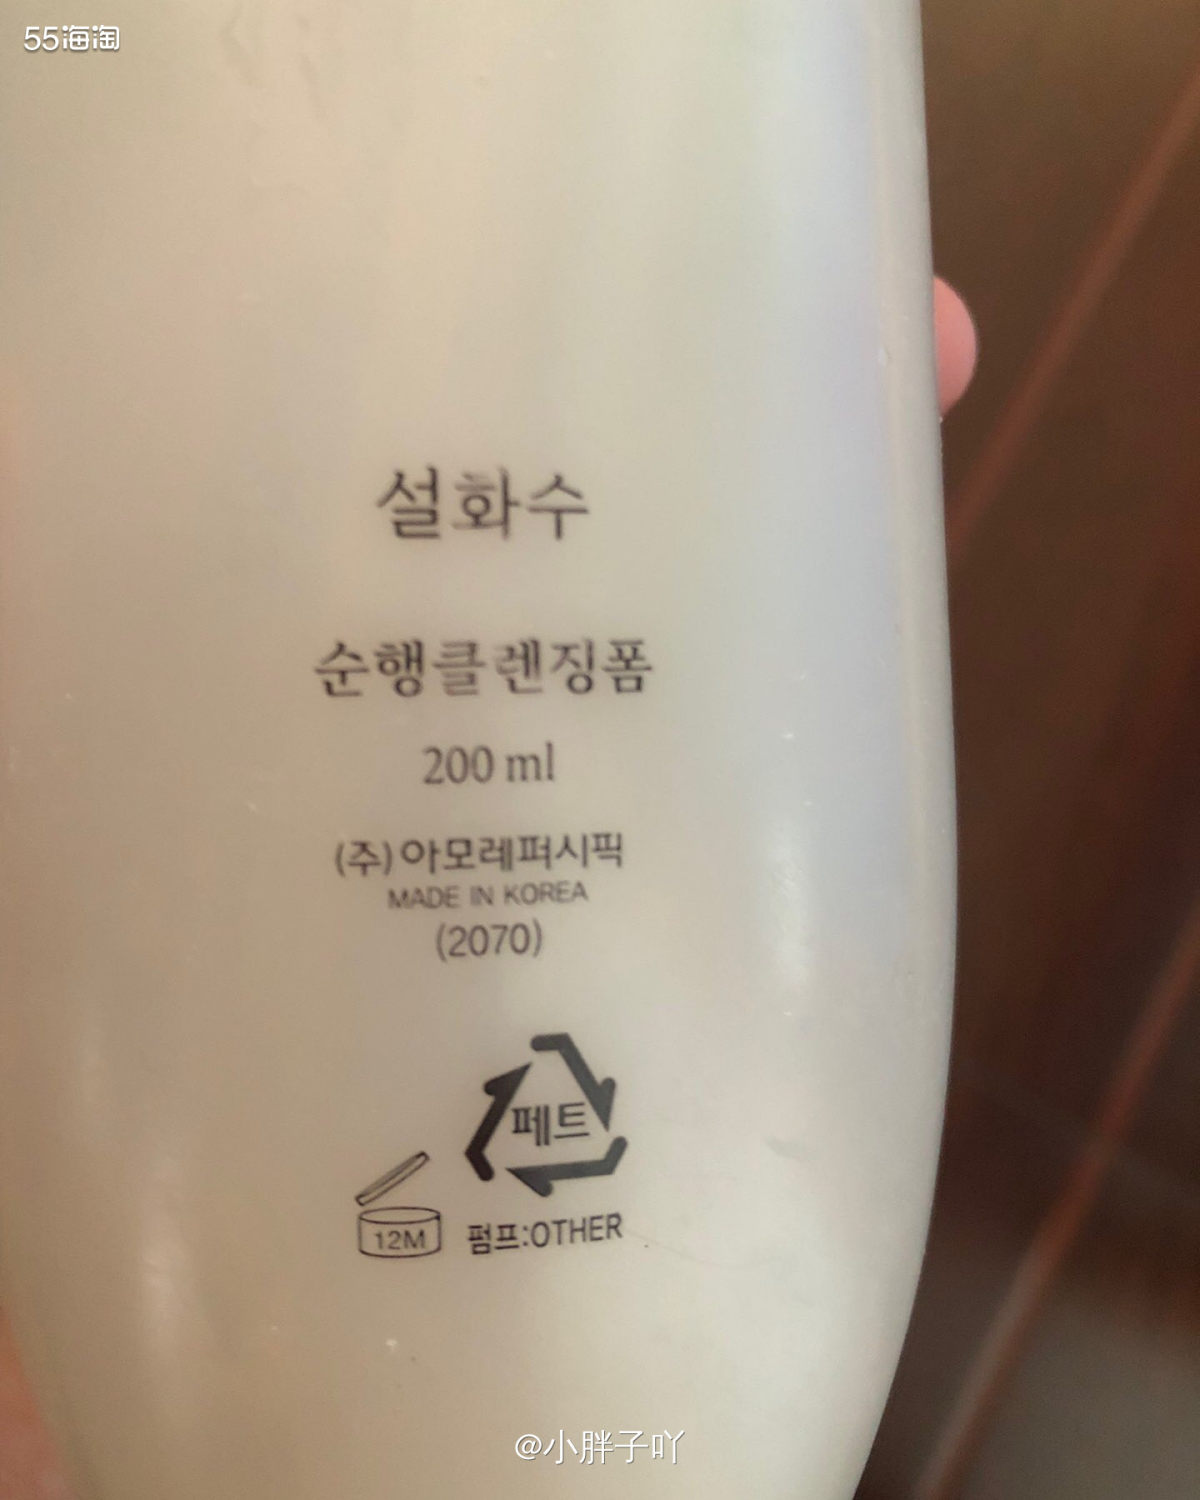 55海淘
설화수
순행클렌징폼
200 ml
(주)아모레퍼시픽
MADE IN KOREA
(2070)
페트
12M
펌프:OTHER
@小胖子吖